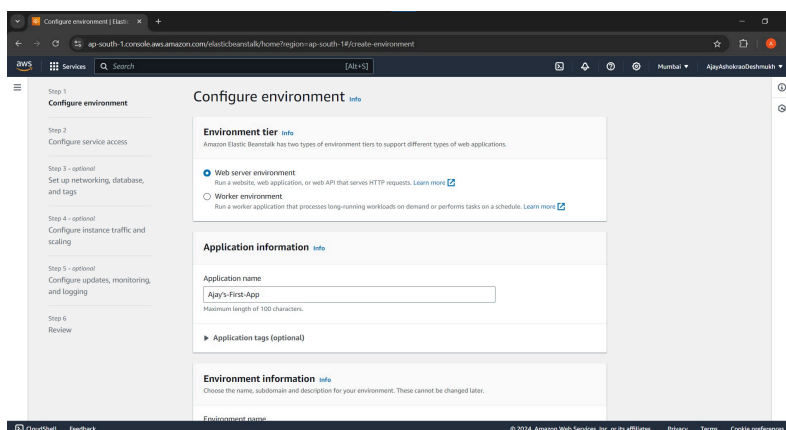 Configure environment | Elastic
ap-south-1.console.aws.amazon.com/elasticbeanstalk/home?region=ap-south-1#/create-environment
aws
Services
Search
[Alt+S]
Mumbai
AjayAshokraoDeshmukh
Step 1
Configure environment
Step 2
Configure service access
Step 3 - optional
Set up networking, database,
and tags
Step 4 - optional
Configure instance traffic and
scaling
Step 5 - optional
Configure updates, monitoring,
and logging
Step 6
Review
Configure environment Info
Environment tier Info
Amazon Elastic Beanstalk has two types of environment tiers to support different types of web applications.
Web server environment
Run a website, web application, or web API that serves HTTP requests. Learn more
Worker environment
Run a worker application that processes long-running workloads on demand or performs tasks on a schedule. Learn more
Application information Info
Application name
Ajay's-First-App
Maximum length of 100 characters.
Application tags (optional)
Environment information Info
Choose the name, subdomain and description for your environment. These cannot be changed later.
Environment name
CloudShell Feedback
© 2024, Amazon Web Services, Inc. or its affiliates. Privacy Terms Cookie preferences